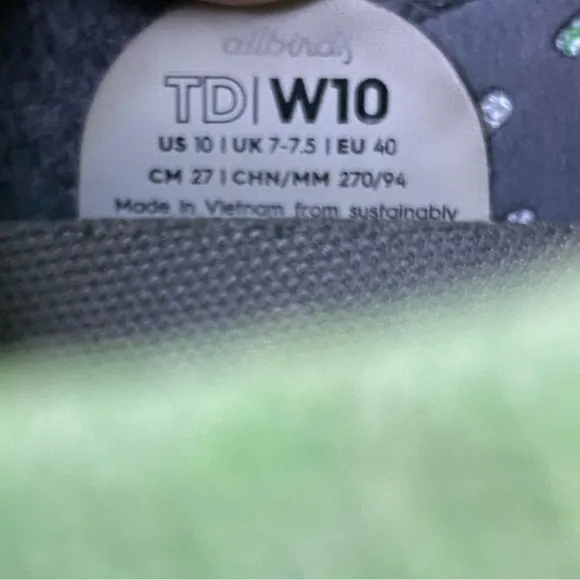 allbirds
TD | W10
US 10 | UK 7-7.5 | EU 40
CM 27 | CHN/MM 270/94
Made in Vietnam from sustainably